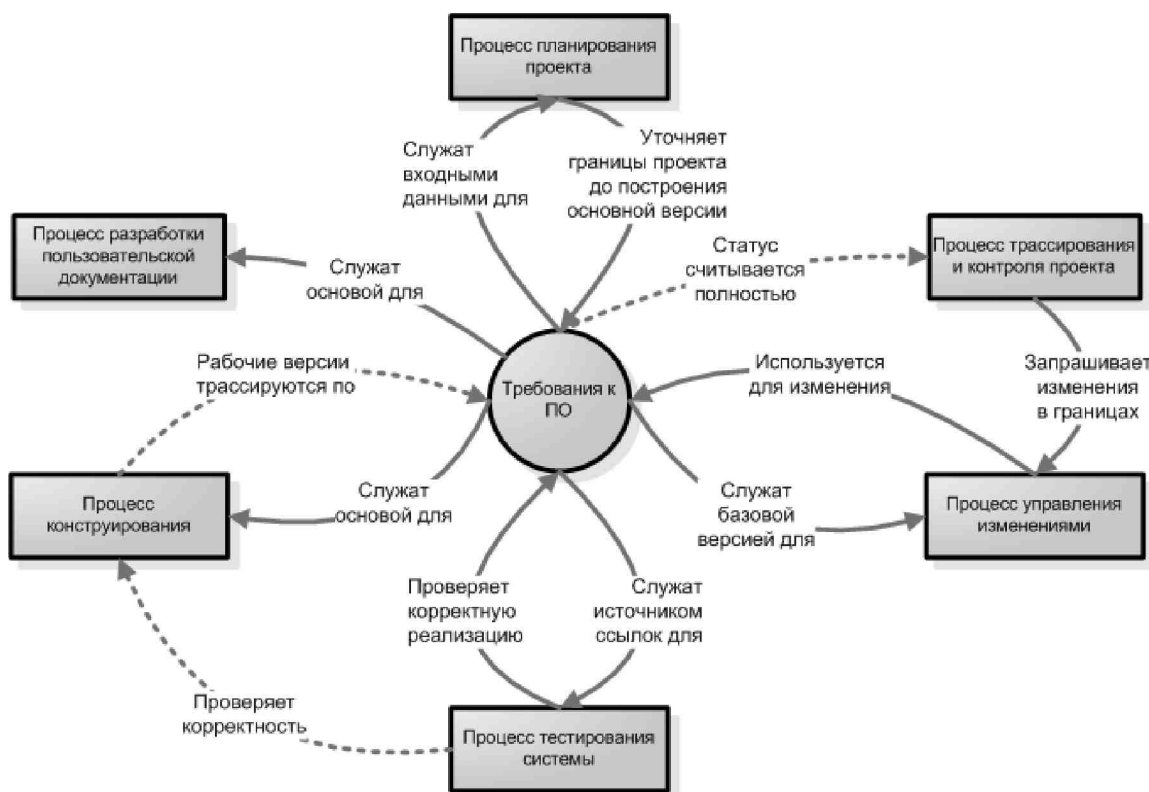 Процесс планирования
проекта
Служат
входными
данными для
Уточняет
границы проекта
до построения
основной версии
Процесс разработки
пользовательской
документации
Служат
основой для
Статус
считывается
полностью
Процесс трассирования
и контроля проекта
Рабочие версии
трассируются по
Требования к
ПО
Используется
для изменения
Запрашивает
изменения
в границах
Процесс
конструирования
Служат
основой для
Служат
базовой
версией для
Процесс управления
изменениями
Проверяет
корректную
реализацию
Служат
источником
ссылок для
Проверяет
корректность
Процесс тестирования
системы